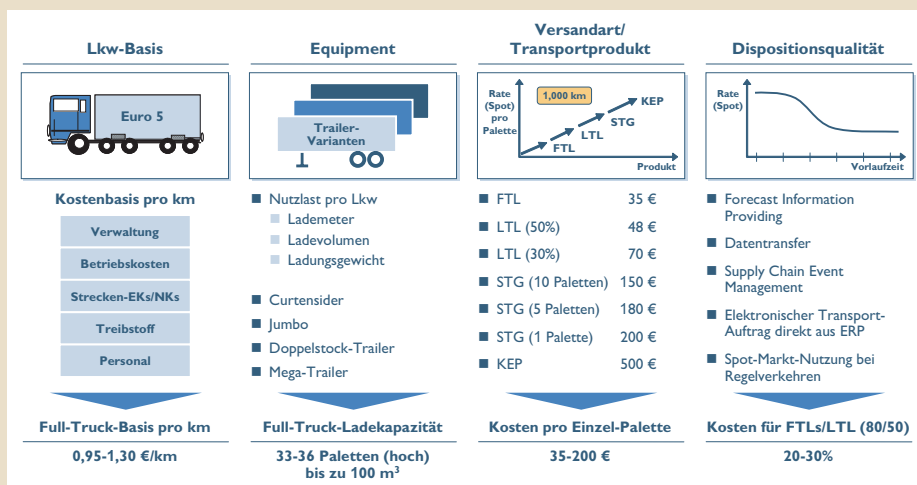 Lkw-Basis
Euro 5
Kostenbasis pro km
Verwaltung
Betriebskosten
Strecken-EKs/NKs
Treibstoff
Personal
Full-Truck-Basis pro km
0,95-1,30 €/km
Equipment
Trailer-
Varianten
Nutzlast pro Lkw
Lademeter
Ladevolumen
Ladungsgewicht
Curtensider
Jumbo
Doppelstock-Trailer
Mega-Trailer
Full-Truck-Ladekapazität
33-36 Paletten (hoch)
bis zu 100 m³
Versandart/
Transportprodukt
Rate
(Spot)
pro
Palette
1,000 km
KEP
STG
LTL
FTL
Produkt
FTL 35 €
LTL (50%) 48 €
LTL (30%) 70 €
STG (10 Paletten) 150 €
STG (5 Paletten) 180 €
STG (1 Palette) 200 €
KEP 500 €
Kosten pro Einzel-Palette
35-200 €
Dispositionsqualität
Rate
(Spot)
Vorlaufzeit
Forecast Information
Providing
Datentransfer
Supply Chain Event
Management
Elektronischer Transport-
Auftrag direkt aus ERP
Spot-Markt-Nutzung bei
Regelverkehren
Kosten für FTLs/LTL (80/50)
20-30%